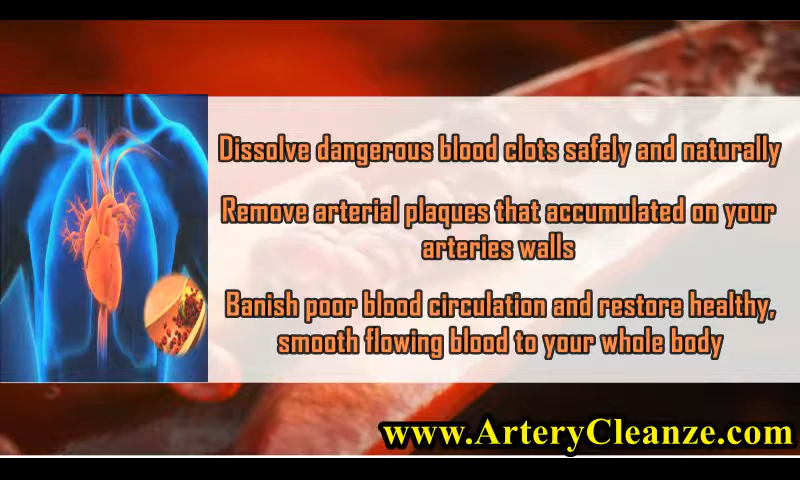 Dissolve dangerous blood clots safely and naturally
Remove arterial plaques that accumulated on your
arteries walls
Banish poor blood circulation and restore healthy,
smooth flowing blood to your whole body
www.ArteryCleanze.com